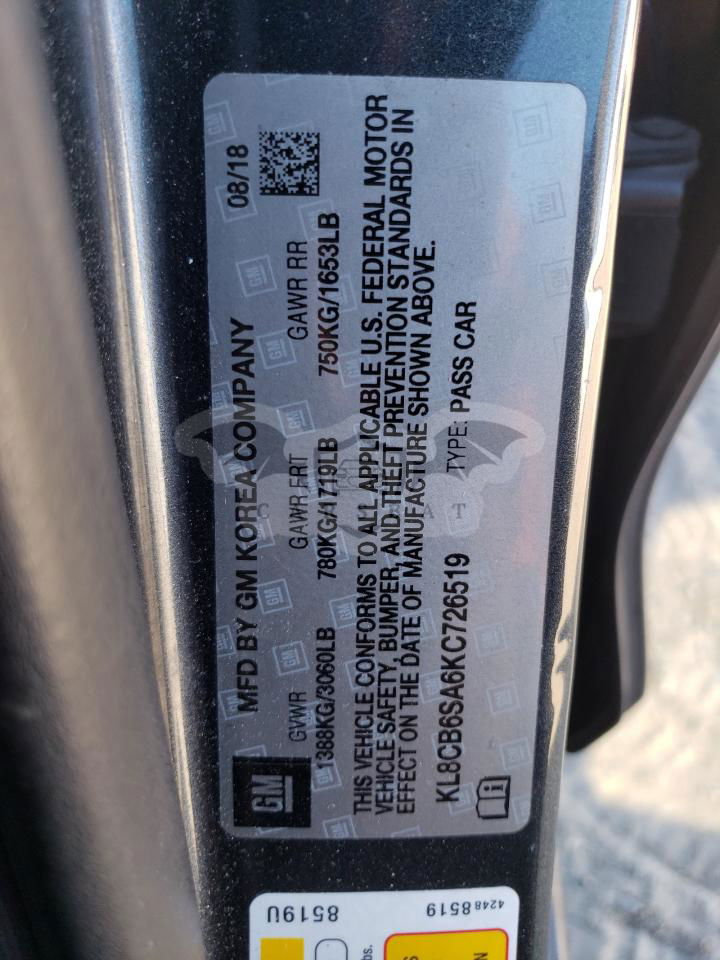 MFD BY GM KOREA COMPANY 08/18
GVWR GAWR FRT GAWR RR
1388KG/3060LB 780KG/1719LB 750KG/1653LB
THIS VEHICLE CONFORMS TO ALL APPLICABLE U.S. FEDERAL MOTOR
VEHICLE SAFETY, BUMPER, AND THEFT PREVENTION STANDARDS IN
EFFECT ON THE DATE OF MANUFACTURE SHOWN ABOVE.
KL8CB6SA6KC726519 TYPE: PASS CAR
GM
8519U
42488519